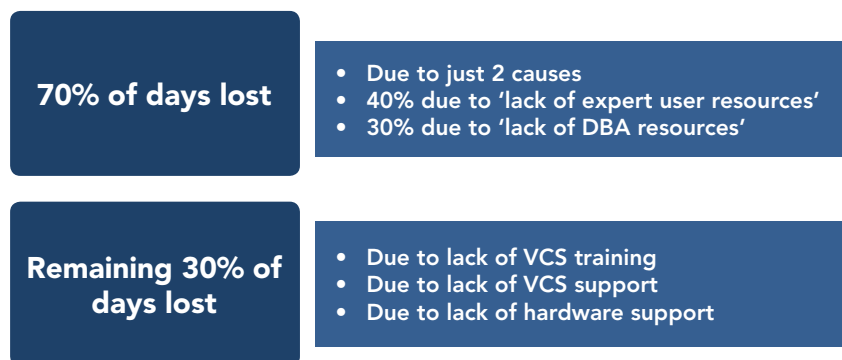 70% of days lost
• Due to just 2 causes
• 40% due to ‘lack of expert user resources’
• 30% due to ‘lack of DBA resources’
Remaining 30% of
days lost
• Due to lack of VCS training
• Due to lack of VCS support
• Due to lack of hardware support